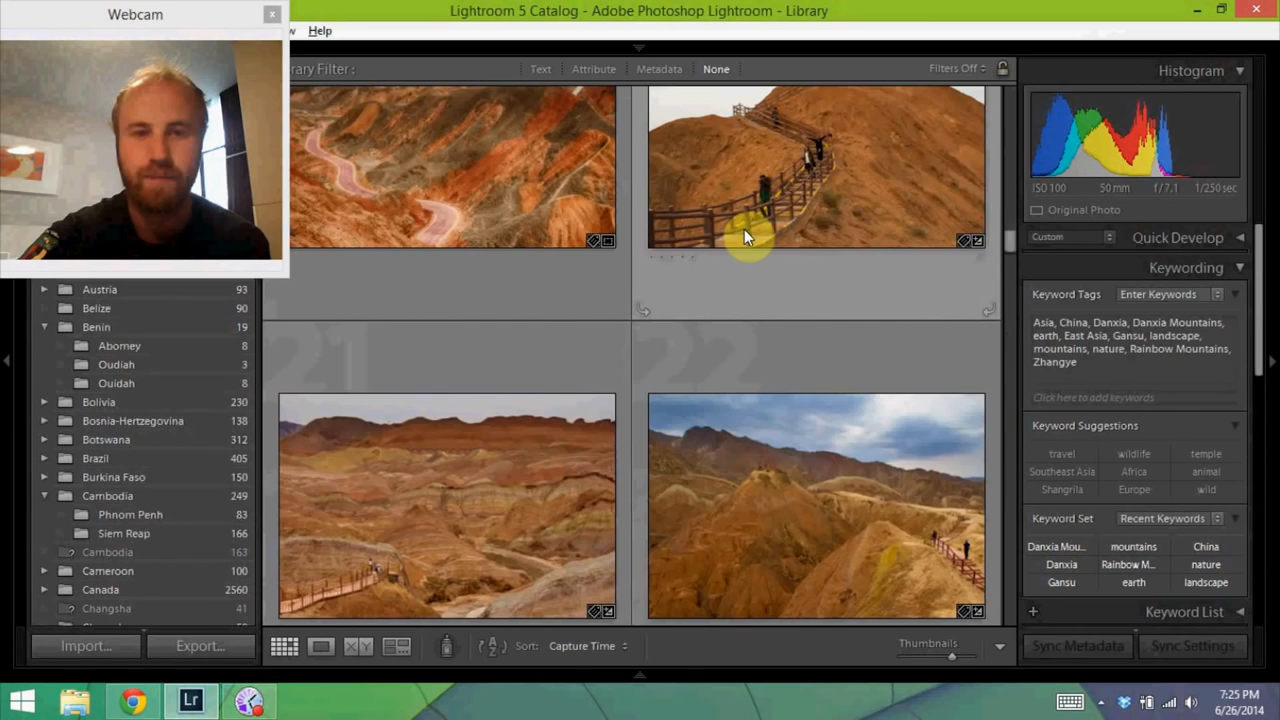 Webcam
x
Lightroom 5 Catalog - Adobe Photoshop Lightroom - Library
Help
Library Filter :
Text
Attribute
Metadata
None
Filters Off
Histogram
ISO 100
50 mm
f / 7.1
1/250 sec
Original Photo
Custom
Quick Develop
Keywording
Keyword Tags
Enter Keywords
Asia, China, Danxia, Danxia Mountains,
earth, East Asia, Gansu, landscape,
mountains, nature, Rainbow Mountains,
Zhangye
Click here to add keywords
Keyword Suggestions
travel
wildlife
temple
Southeast Asia
Africa
animal
Shangrila
Europe
wild
Keyword Set
Recent Keywords
Danxia Mou...
mountains
China
Danxia
Rainbow M...
nature
Gansu
earth
landscape
Keyword List
Sync Metadata
Sync Settings
Austria 93
Belize 90
Benin 19
Aborney 8
Oudiah 3
Ouidah 8
Bolivia 230
Bosnia-Hertzegovina 138
Botswana 312
Brazil 405
Burkina Faso 150
Cambodia 249
Phnom Penh 83
Siem Reap 166
Cambodia 163
Cameroon 100
Canada 2560
Changsha 41
Import...
Export...
21
22
Sort: Capture Time
Thumbnails
Lr
7:25 PM
6/26/2014